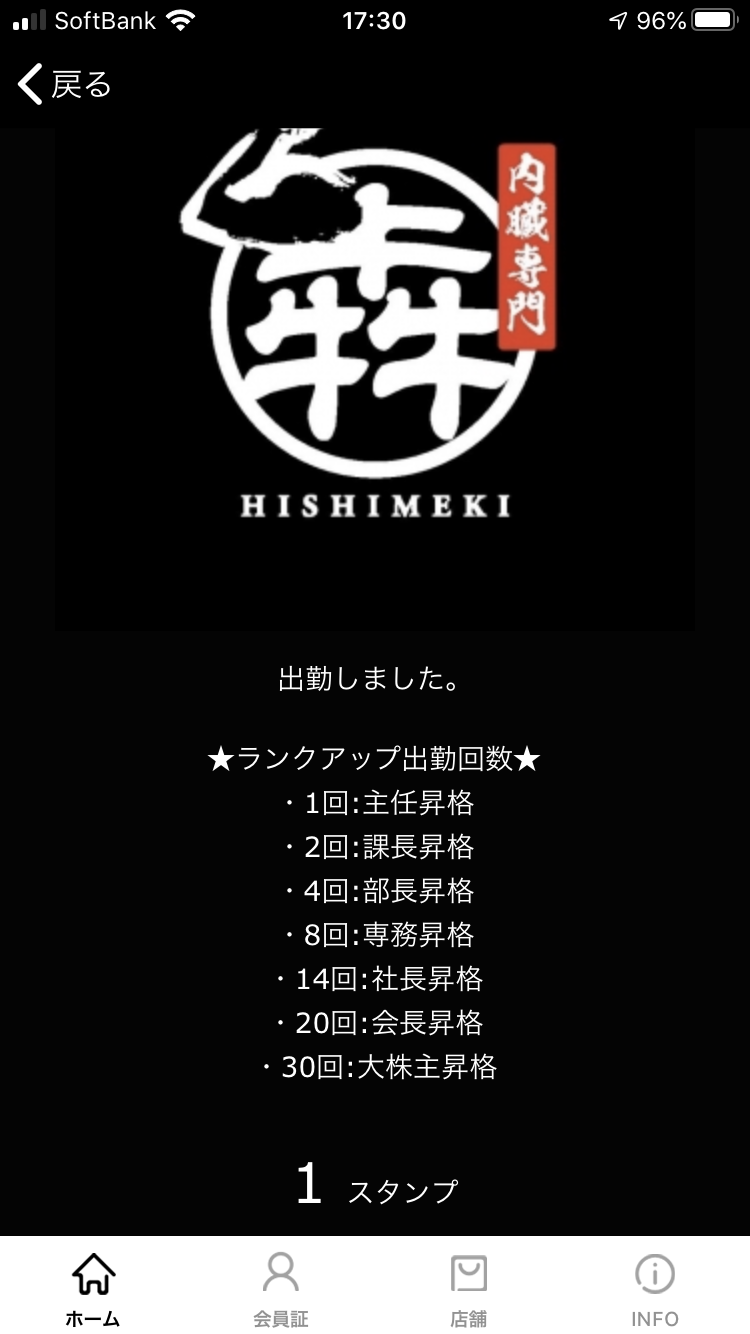 SoftBank 17:30 96%
戻る
犇
内臓専門
HISHIMEKI
出勤しました。
★ランクアップ出勤回数★
・1回:主任昇格
・2回:課長昇格
・4回:部長昇格
・8回:専務昇格
・14回:社長昇格
・20回:会長昇格
・30回:大株主昇格
1 スタンプ
ホーム 会員証 店舗 INFO